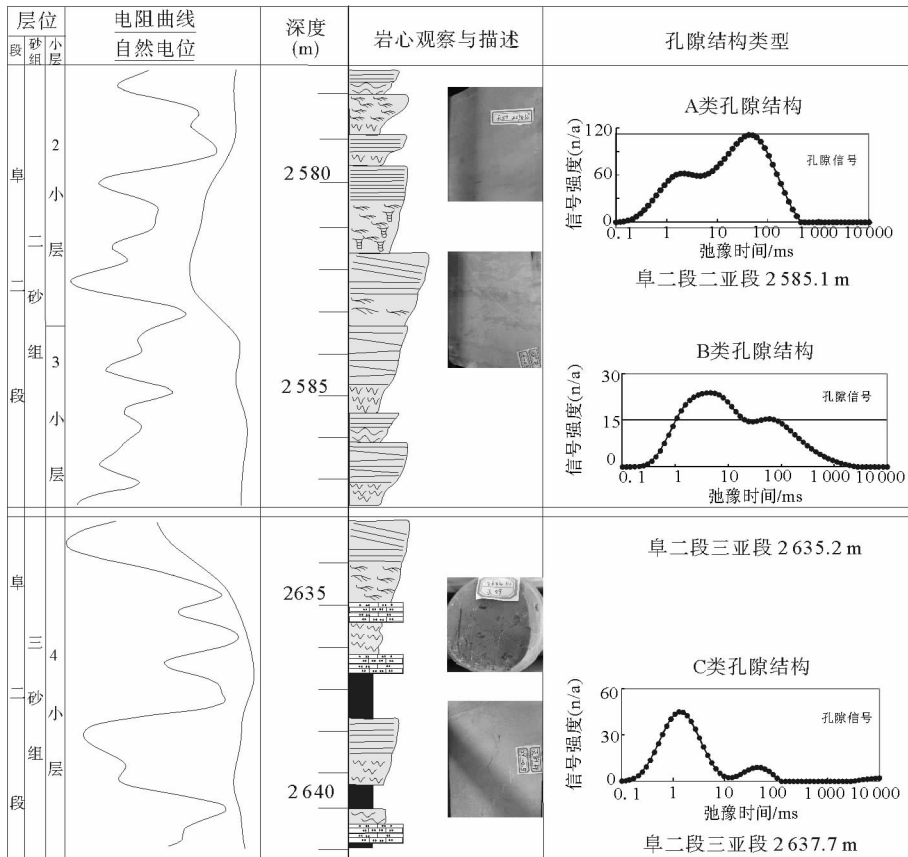 层位
段
砂组
小层
电阻曲线
自然电位
深度
(m)
岩心观察与描述
孔隙结构类型
阜二段
二砂组
2小层
3小层
2 580
2 585
A类孔隙结构
信号强度(n/a)
120
60
0
孔隙信号
0. 1 1 10 100 1 000 10 000
弛豫时间/ms
阜二段二亚段 2 585.1 m
B类孔隙结构
信号强度(n/a)
30
15
0
孔隙信号
0. 1 1 10 100 1 000 10 000
弛豫时间/ms
阜二段三亚段 2 635.2 m
阜二段
三砂组
4小层
2635
2 640
C类孔隙结构
信号强度(n/a)
60
30
0
孔隙信号
0. 1 1 10 100 1 000 10 000
弛豫时间/ms
阜二段三亚段 2 637.7 m